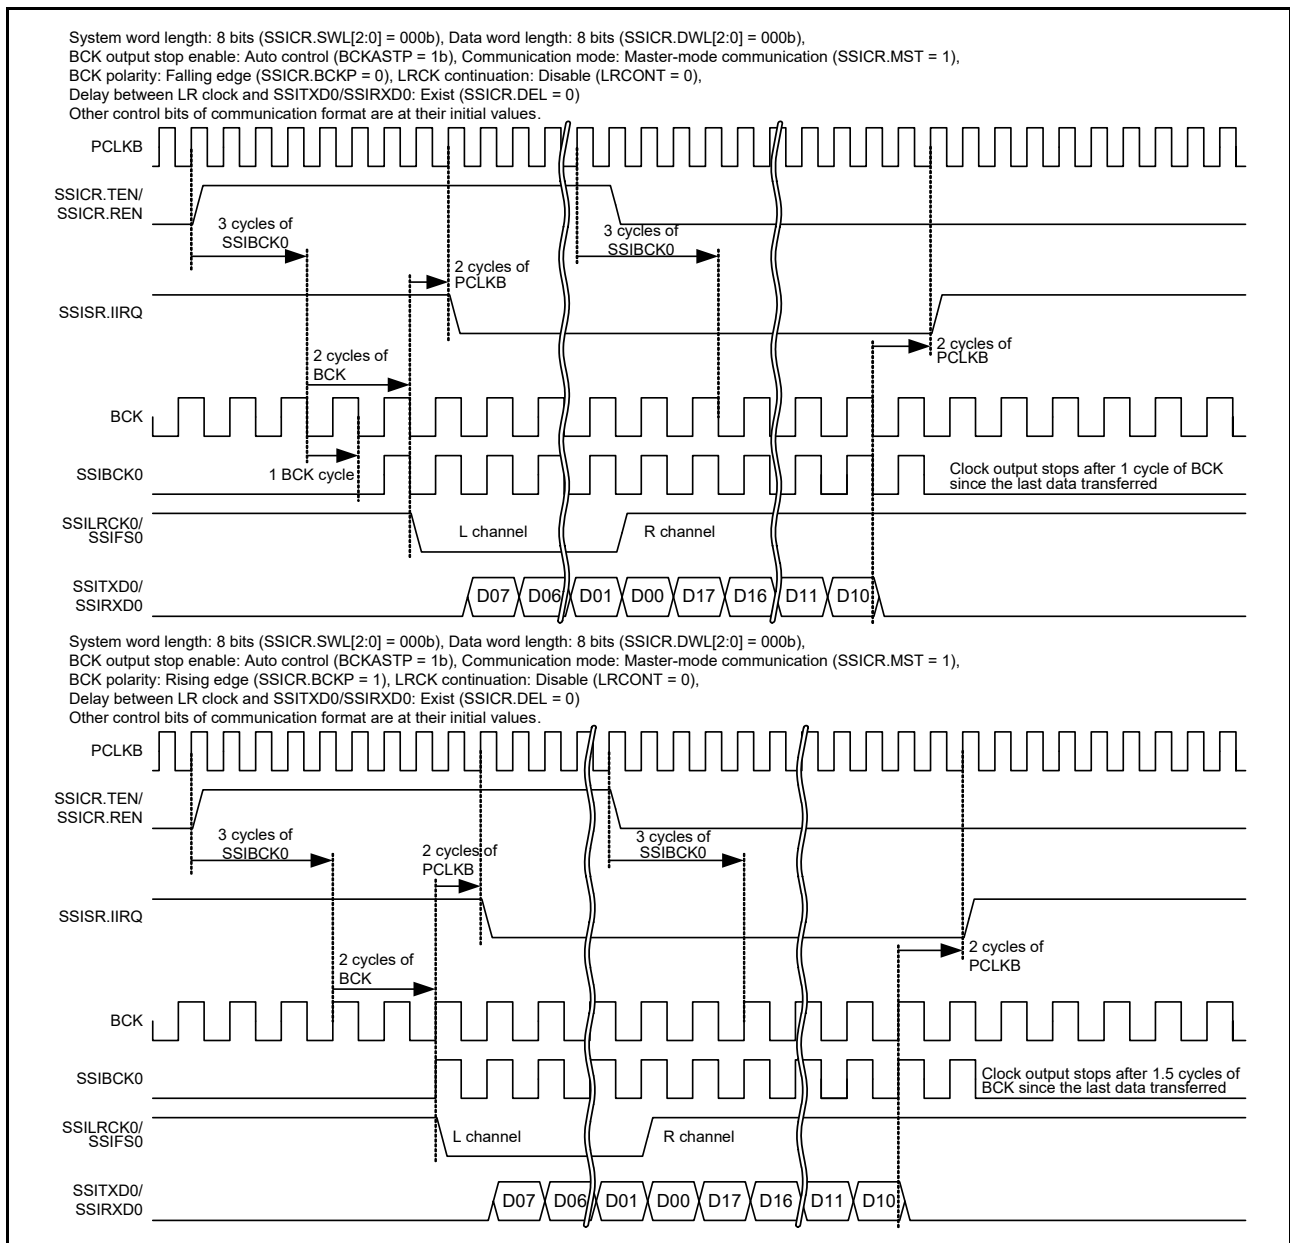 System word length: 8 bits (SSICR.SWL[2:0] = 000b), Data word length: 8 bits (SSICR.DWL[2:0] = 000b),
BCK output stop enable: Auto control (BCKASTP = 1b), Communication mode: Master-mode communication (SSICR.MST = 1),
BCK polarity: Falling edge (SSICR.BCKP = 0), LRCK continuation: Disable (LRCONT = 0),
Delay between LR clock and SSITXD0/SSIRXD0: Exist (SSICR.DEL = 0)
Other control bits of communication format are at their initial values.
PCLKB
SSICR.TEN/
SSICR.REN
3 cycles of
SSIBCK0
3 cycles of
SSIBCK0
2 cycles of
PCLKB
SSISR.IIRQ
2 cycles of
PCLKB
2 cycles of
BCK
BCK
1 BCK cycle
SSIBCK0
Clock output stops after 1 cycle of BCK
since the last data transferred
SSILRCK0/
SSIFS0
L channel
R channel
SSITXD0/
SSIRXD0
D07 D06 D01 D00 D17 D16 D11 D10
System word length: 8 bits (SSICR.SWL[2:0] = 000b), Data word length: 8 bits (SSICR.DWL[2:0] = 000b),
BCK output stop enable: Auto control (BCKASTP = 1b), Communication mode: Master-mode communication (SSICR.MST = 1),
BCK polarity: Rising edge (SSICR.BCKP = 1), LRCK continuation: Disable (LRCONT = 0),
Delay between LR clock and SSITXD0/SSIRXD0: Exist (SSICR.DEL = 0)
Other control bits of communication format are at their initial values.
PCLKB
SSICR.TEN/
SSICR.REN
3 cycles of
SSIBCK0
2 cycles of
PCLKB
3 cycles of
SSIBCK0
SSISR.IIRQ
2 cycles of
PCLKB
2 cycles of
BCK
BCK
SSIBCK0
Clock output stops after 1.5 cycles of
BCK since the last data transferred
SSILRCK0/
SSIFS0
L channel
R channel
SSITXD0/
SSIRXD0
D07 D06 D01 D00 D17 D16 D11 D10